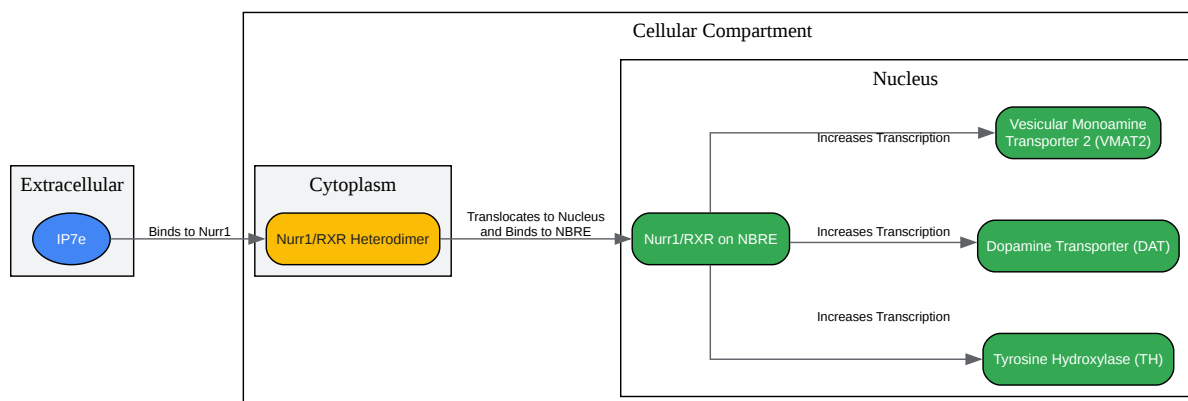 Cellular Compartment
Nucleus
Vesicular Monoamine
Transporter 2 (VMAT2)
Increases Transcription
Extracellular
Cytoplasm
IP7e
Binds to Nurr1
Nurr1/RXR Heterodimer
Translocates to Nucleus
and Binds to NBRE
Nurr1/RXR on NBRE
Increases Transcription
Dopamine Transporter (DAT)
Increases Transcription
Tyrosine Hydroxylase (TH)